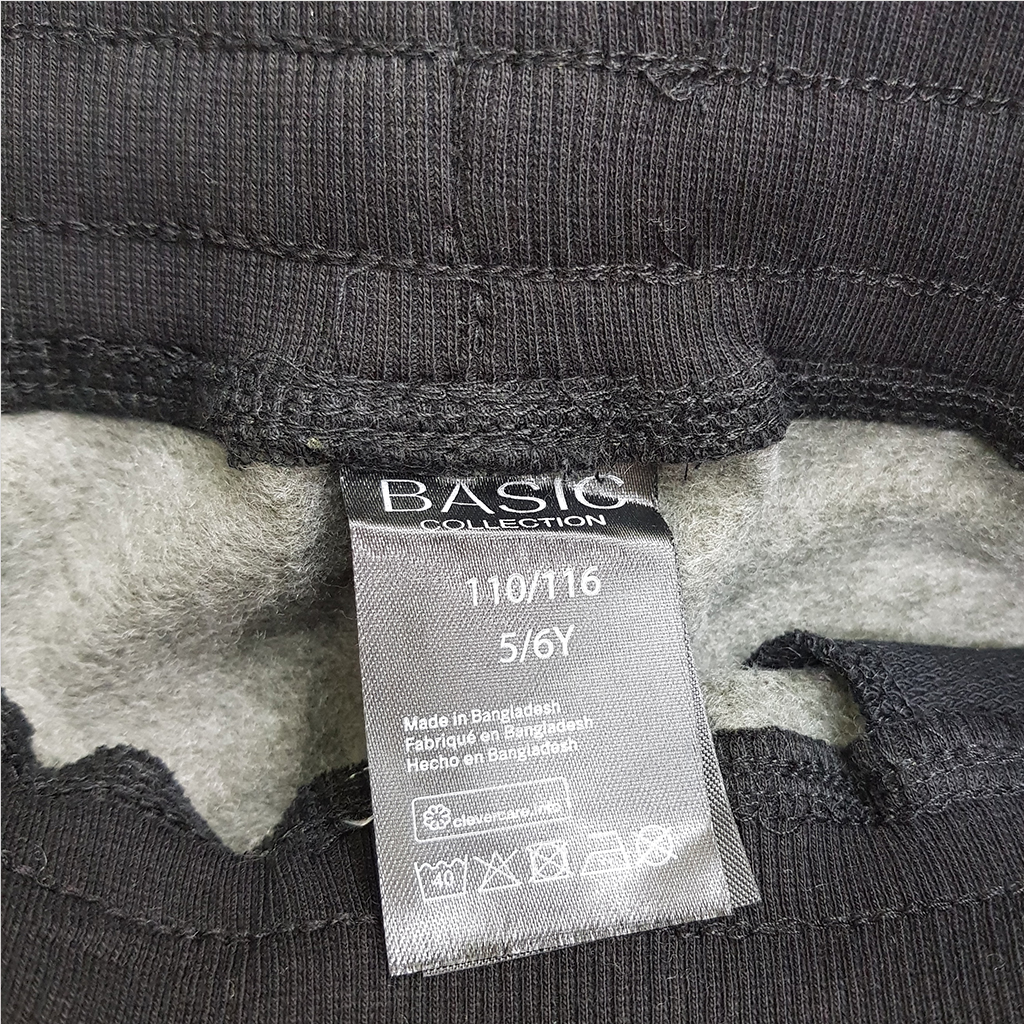 BASIC
COLLECTION
110/116
5/6Y
Made in Bangladesh
Fabriqué en Bangladesh
Hecho en Bangladesh
clevercare.info
40